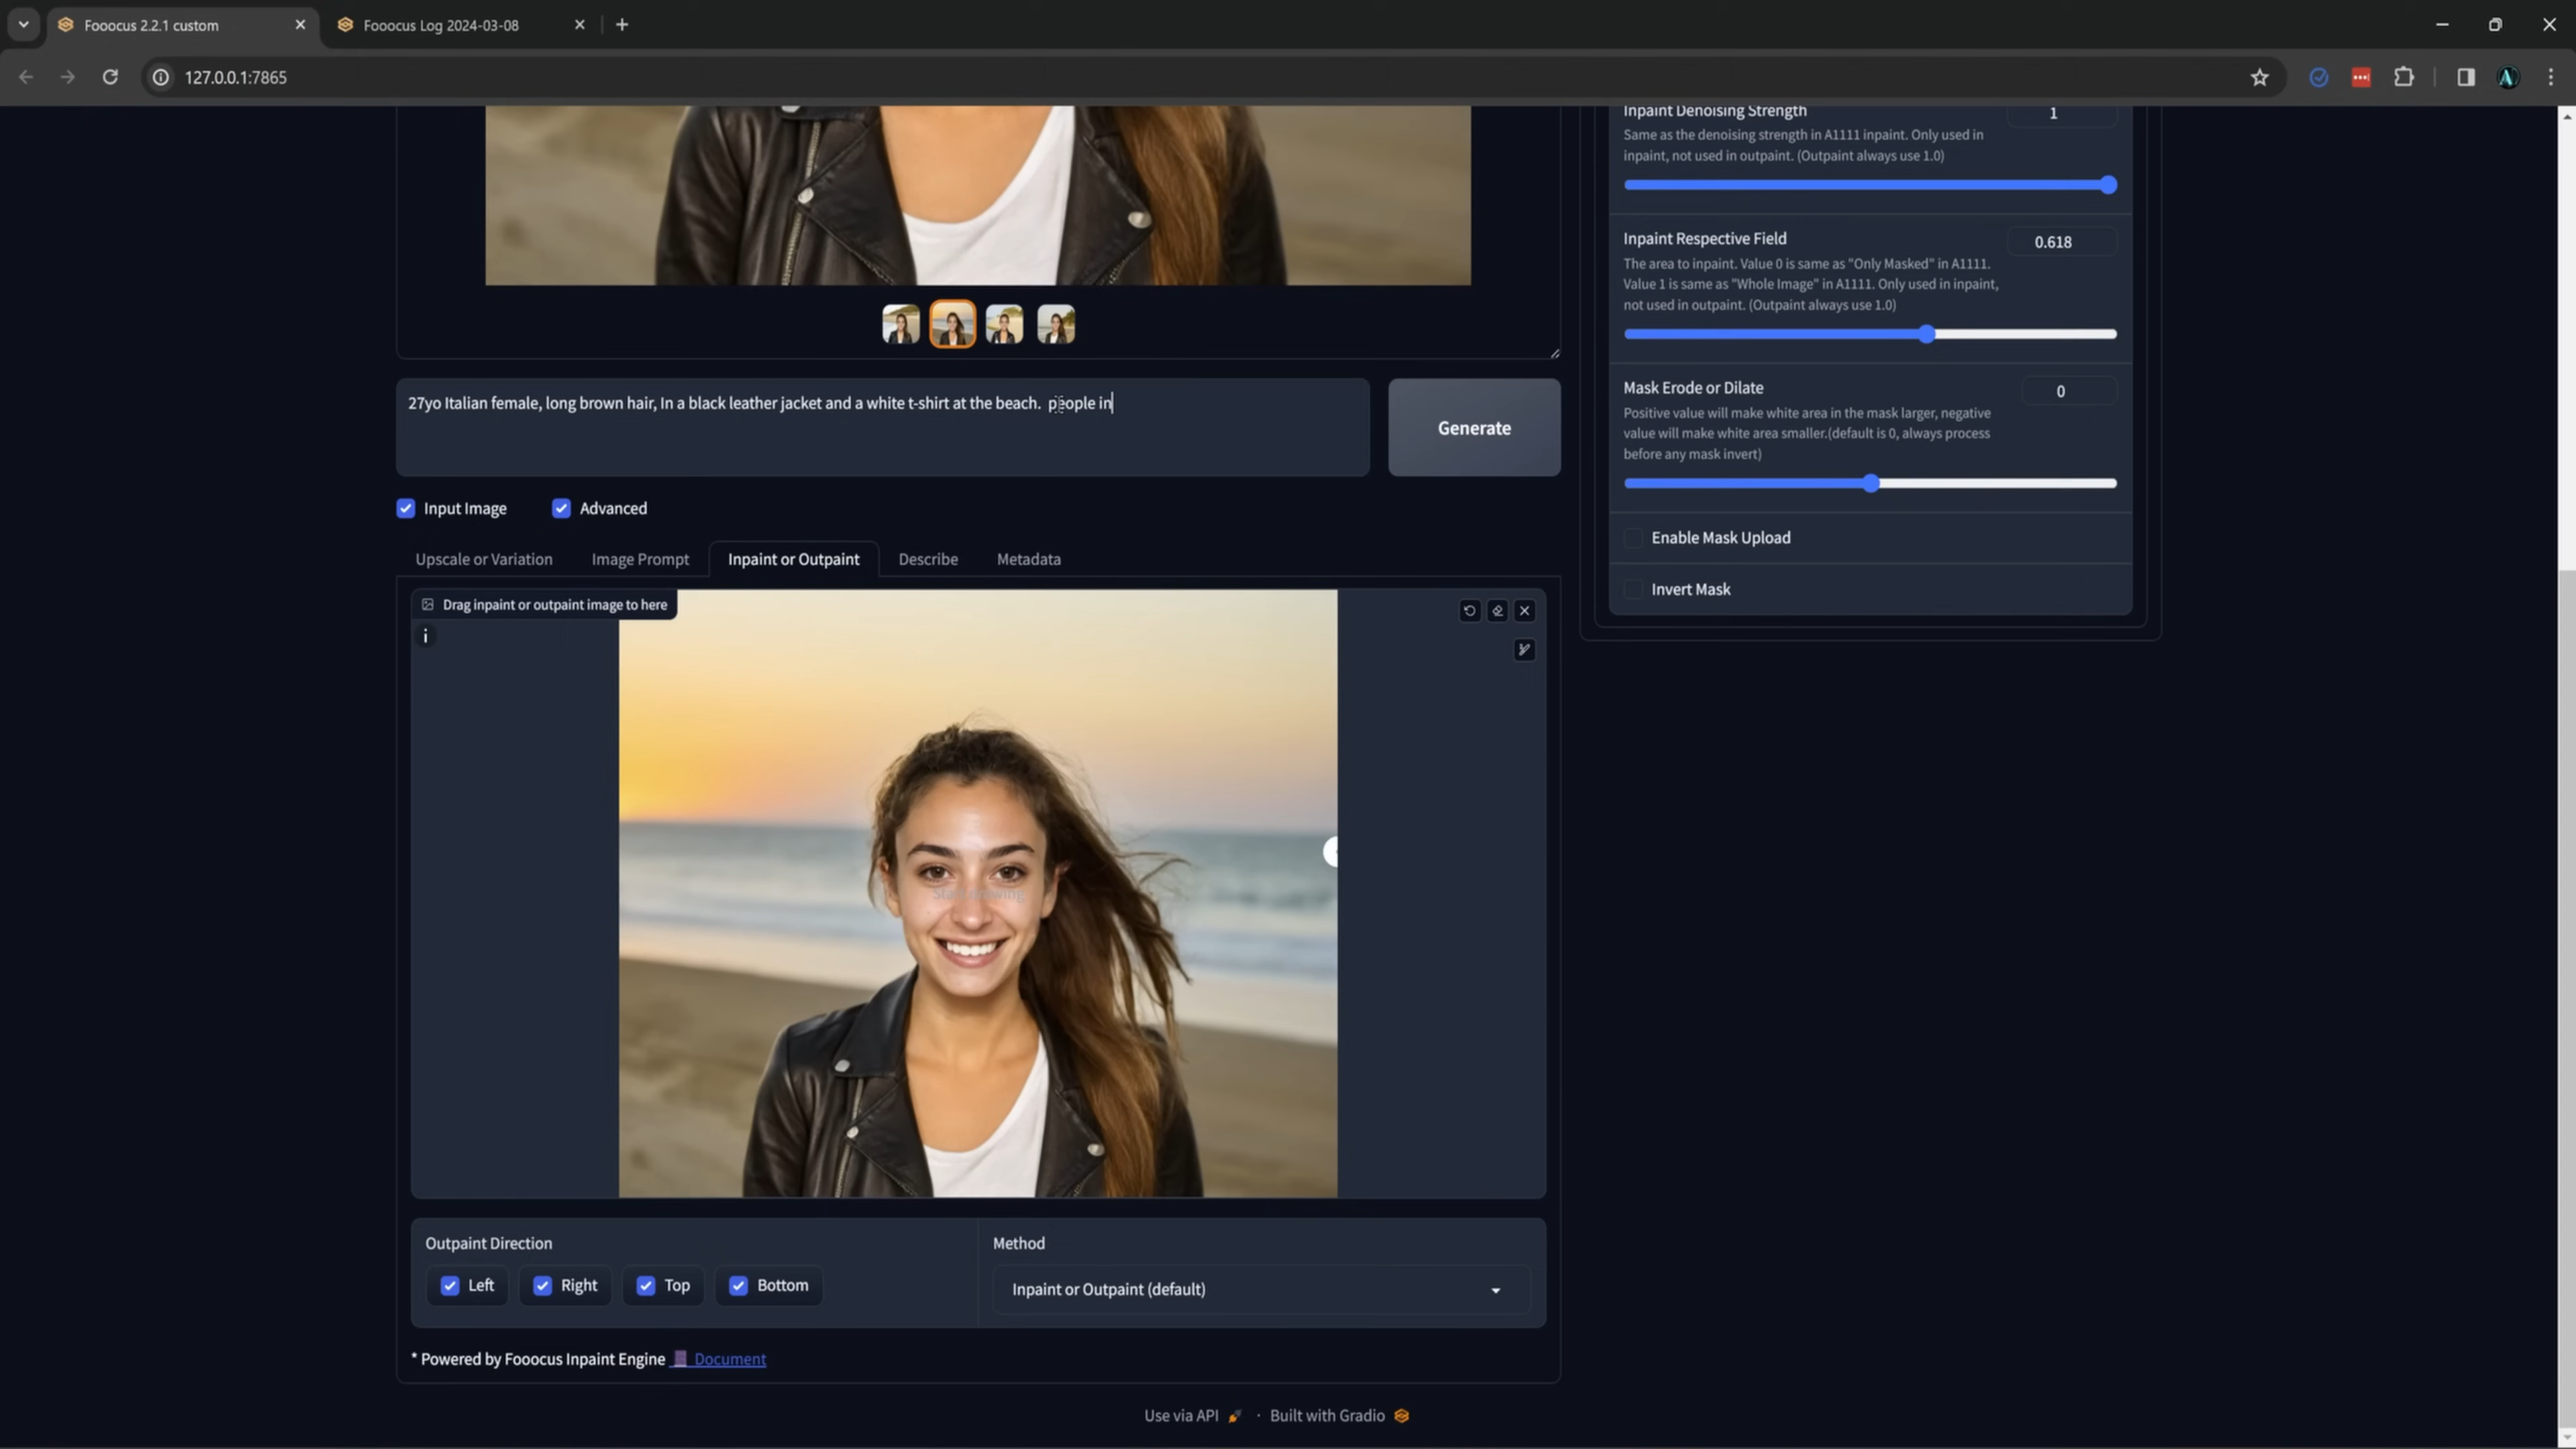 Fooocus 2.2.1 custom
Fooocus Log 2024-03-08
127.0.0.1:7865
Inpaint Denoising Strength
1
Same as the denoising strength in A1111 inpaint. Only used in
inpaint, not used in outpaint. (Outpaint always use 1.0)
Inpaint Respective Field
0.618
The area to inpaint. Value 0 is same as "Only Masked" in A1111.
Value 1 is same as "Whole Image" in A1111. Only used in inpaint,
not used in outpaint. (Outpaint always use 1.0)
27yo Italian female, long brown hair, In a black leather jacket and a white t-shirt at the beach.  people in
Generate
Mask Erode or Dilate
0
Positive value will make white area in the mask larger, negative
value will make white area smaller.(default is 0, always process
before any mask invert)
Input Image
Advanced
Enable Mask Upload
Invert Mask
Upscale or Variation
Image Prompt
Inpaint or Outpaint
Describe
Metadata
Drag inpaint or outpaint image to here
i
Start drawing
Outpaint Direction
Left
Right
Top
Bottom
Method
Inpaint or Outpaint (default)
* Powered by Fooocus Inpaint Engine Document
Use via API · Built with Gradio